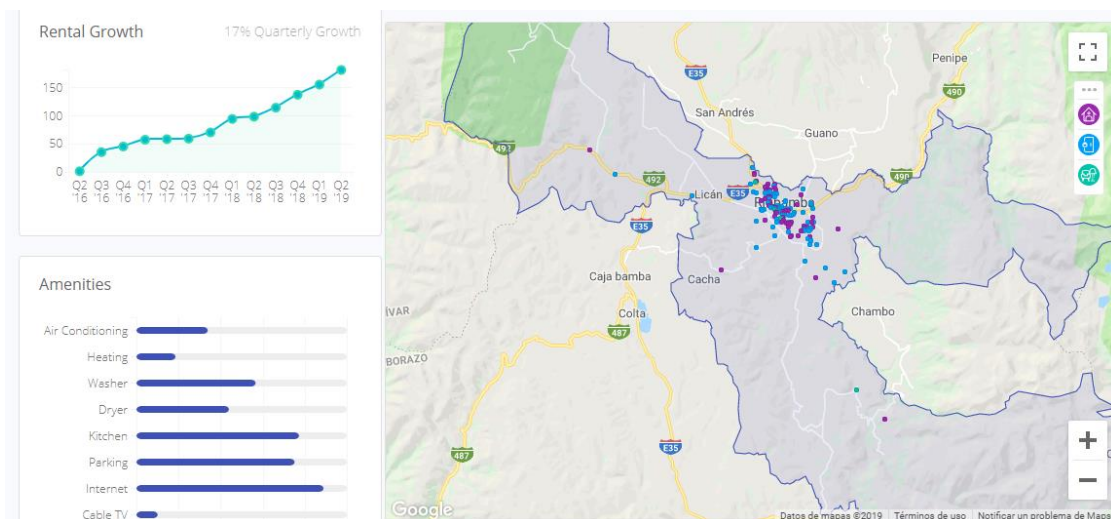 Rental Growth
17% Quarterly Growth
150
100
50
0
Q2 Q3 Q4 Q1 Q2 Q3 Q4 Q1 Q2 Q3 Q4 Q1 Q2
'16 '16 '16 '17 '17 '17 '17 '18 '18 '18 '18 '19 '19
Amenities
Air Conditioning
Heating
Washer
Dryer
Kitchen
Parking
Internet
Cable TV
Penipe
E35
490
San Andrés
Guano
491
492
490
Licán
E35
Riobamba
E35
Cajabamba
Cacha
Colta
Chambo
ÍVAR
487
BORAZO
E35
487
Google
Datos de mapas ©2019
Términos de uso
Notificar un problema de Maps